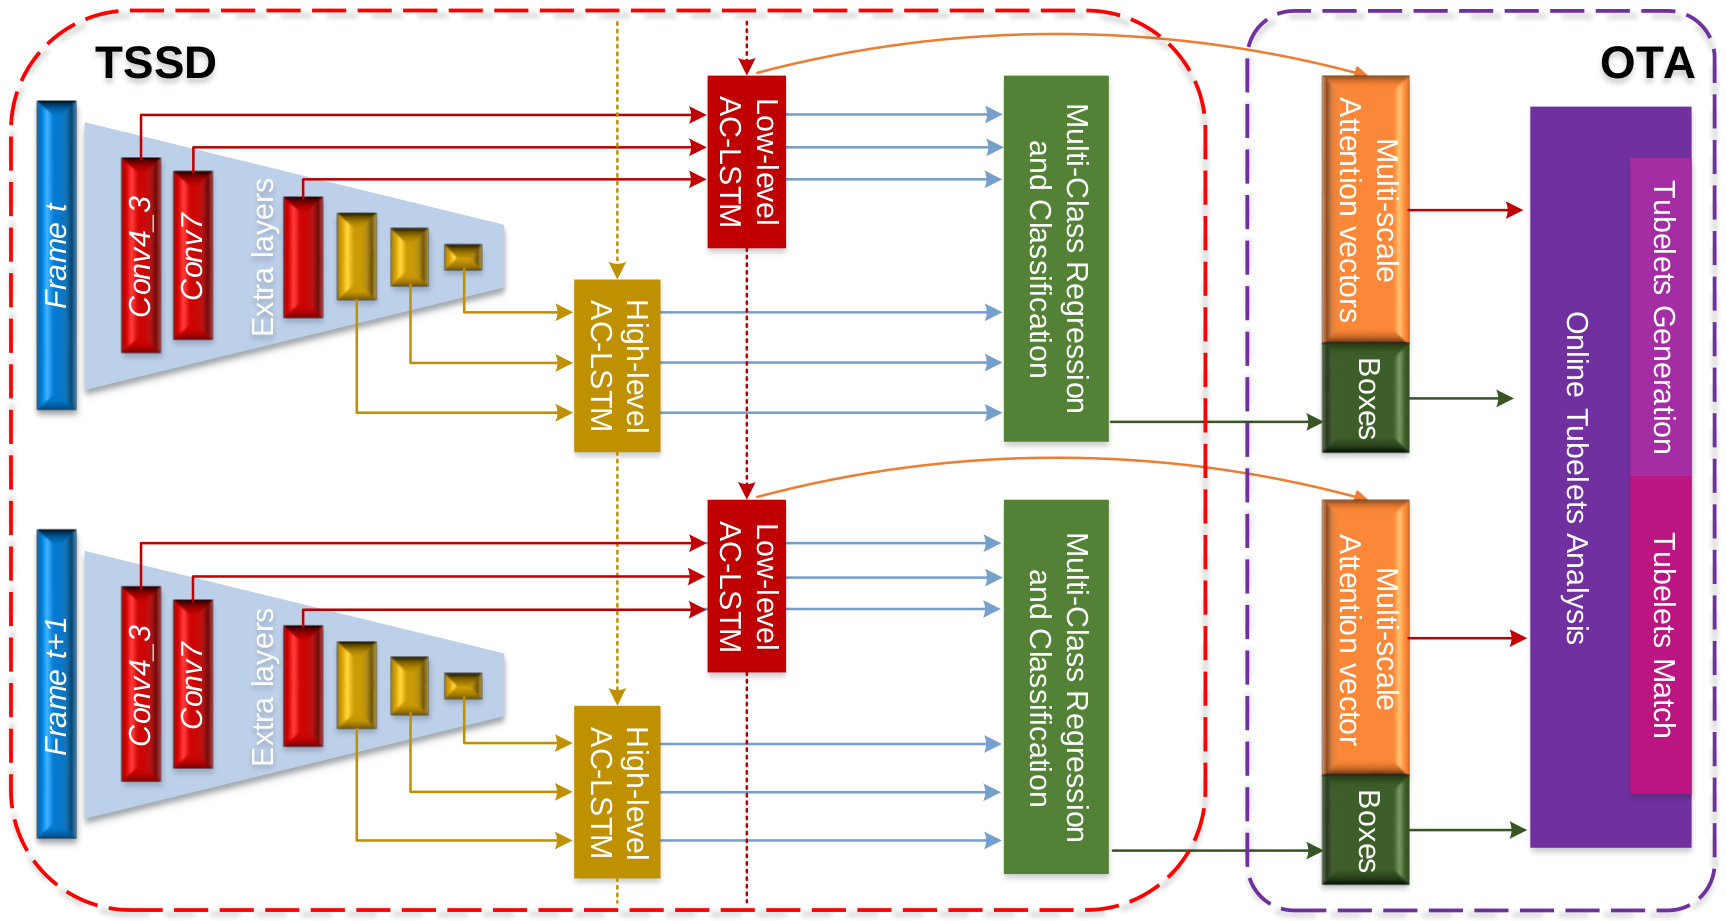 TSSD
OTA
Frame t
Conv4_3
Conv7
Extra layers
High-level
AC-LSTM
Low-level
AC-LSTM
Multi-Class Regression
and Classification
Multi-scale
Attention vectors
Boxes
Frame t+1
Conv4_3
Conv7
Extra layers
High-level
AC-LSTM
Low-level
AC-LSTM
Multi-Class Regression
and Classification
Multi-scale
Attention vector
Boxes
Online Tubelets Analysis
Tubelets Generation
Tubelets Match